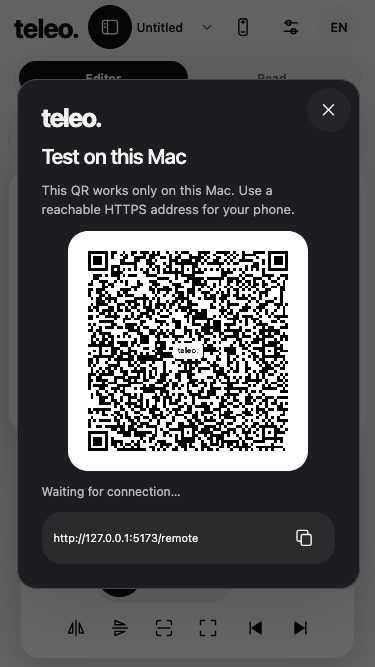 teleo.
Untitled
EN
Editor
Read
teleo.
Test on this Mac
This QR works only on this Mac. Use a
reachable HTTPS address for your phone.
teleo.
Waiting for connection...
http://127.0.0.1:5173/remote